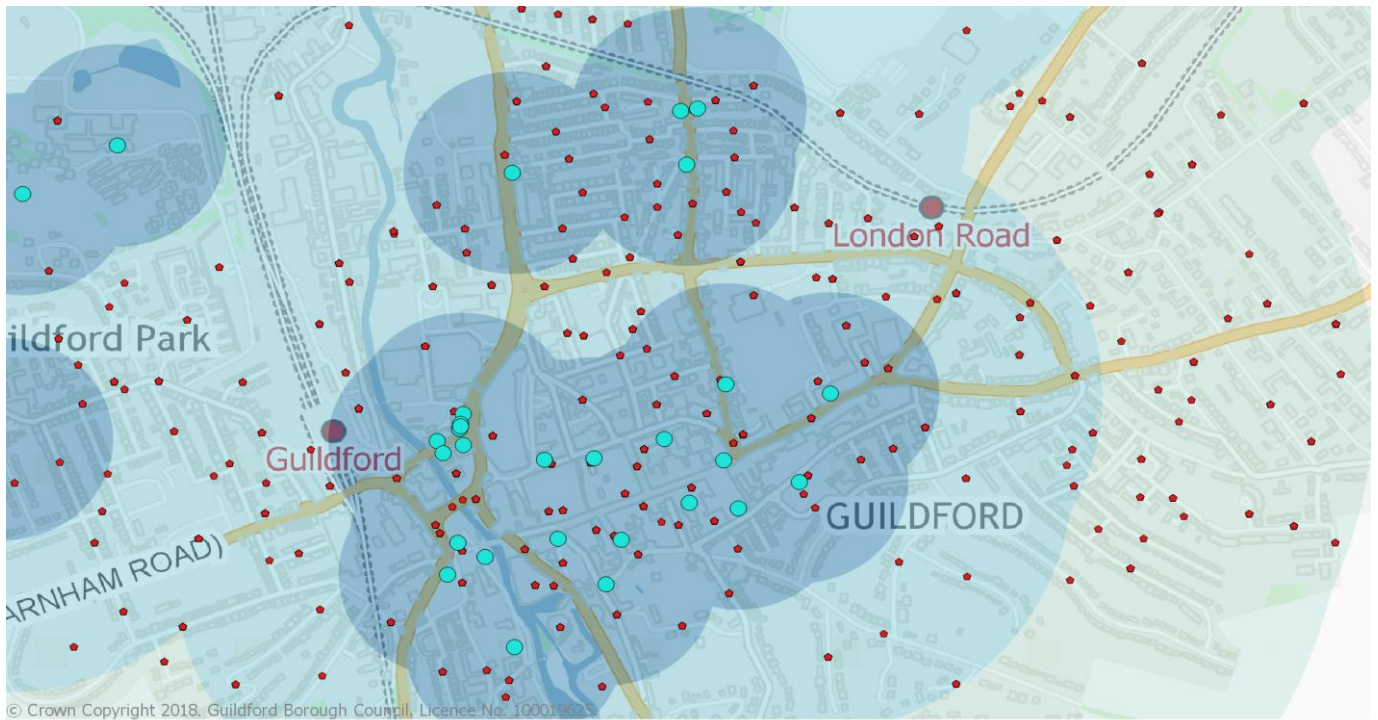 London Road
ildford Park
Guildford
GUILDFORD
ARNHAM ROAD)
© Crown Copyright 2018. Guildford Borough Council, Licence No. 100019625